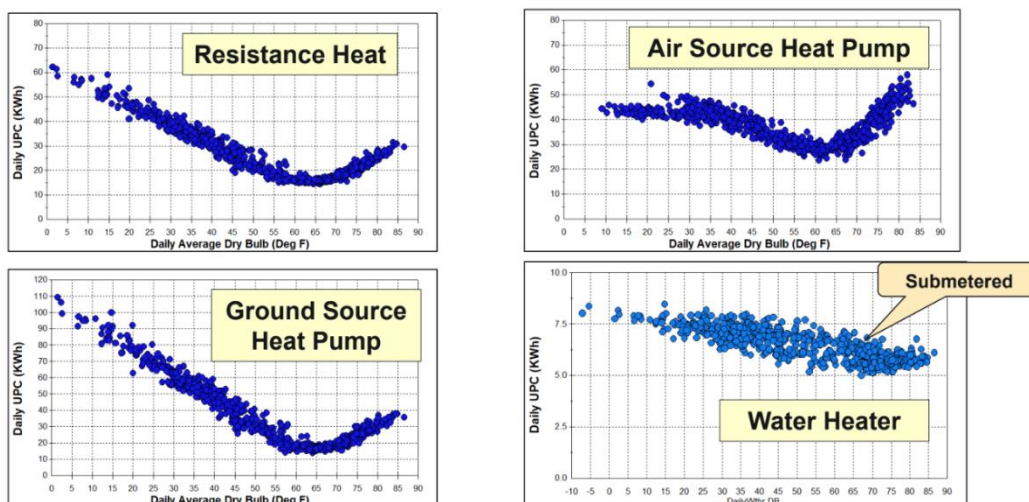 80
70
60
50
40
30
20
10
0
Daily UPC (KWh)
Resistance Heat
0 5 10 15 20 25 30 35 40 45 50 55 60 65 70 75 80 85 90
Daily Average Dry Bulb (Deg F)
80
70
60
50
40
30
20
10
0
Daily UPC (KWh)
Air Source Heat Pump
0 5 10 15 20 25 30 35 40 45 50 55 60 65 70 75 80 85 90
Daily Average Dry Bulb (Deg F)
120
110
100
90
80
70
60
50
40
30
20
10
0
Daily UPC (KWh)
Ground Source
Heat Pump
0 5 10 15 20 25 30 35 40 45 50 55 60 65 70 75 80 85 90
Daily Average Dry Bulb (Deg F)
10.0
7.5
5.0
2.5
0.0
Daily UPC (KWh)
Submetered
Water Heater
-10 -5 0 5 10 15 20 25 30 35 40 45 50 55 60 65 70 75 80 85 90
DailyWthr.DB